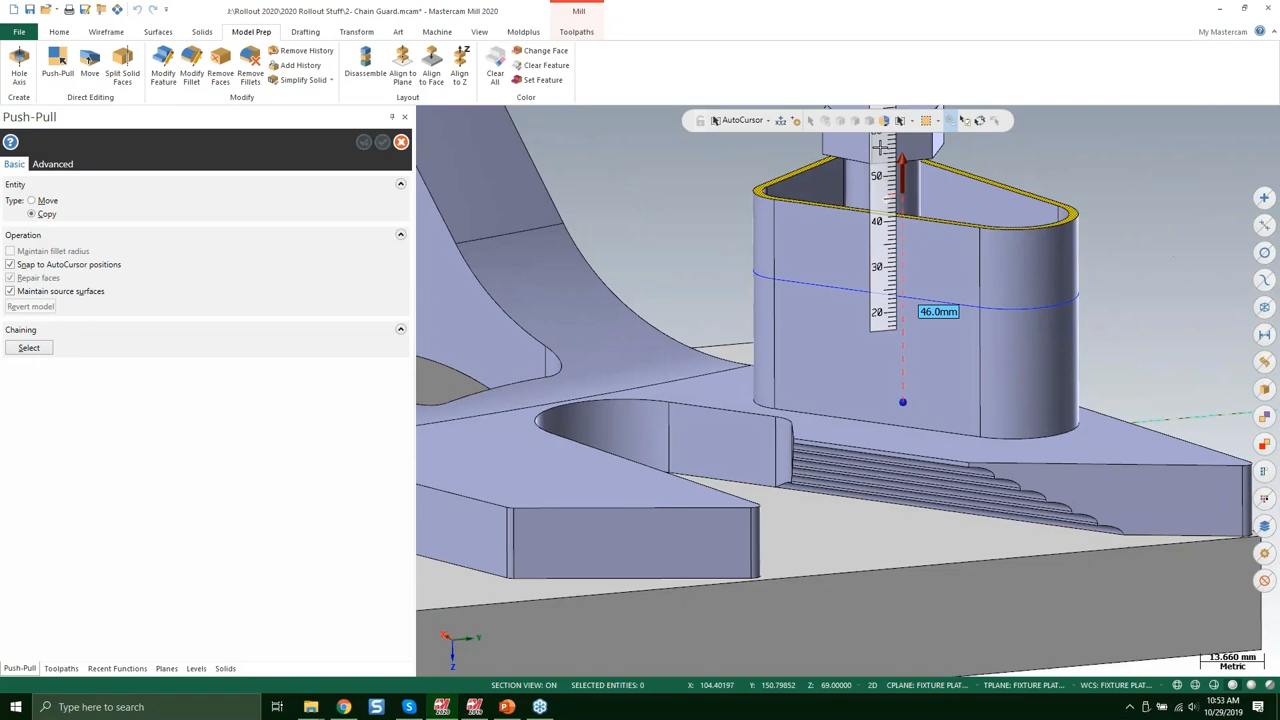 J:\Rollout 2020\2020 Rollout Stuff\2- Chain Guard.mcam* - Mastercam Mill 2020
Mill
File
Home
Wireframe
Surfaces
Solids
Model Prep
Drafting
Transform
Art
Machine
View
Moldplus
Toolpaths
My Mastercam
Hole Axis
Push-Pull
Move
Split Solid Faces
Modify Feature
Modify Fillet
Remove Faces
Remove Fillets
Remove History
Add History
Simplify Solid
Disassemble
Align to Plane
Align to Face
Align to Z
Clear All
Change Face
Clear Feature
Set Feature
Create
Direct Editing
Modify
Layout
Color
Push-Pull
Basic
Advanced
Entity
Type:
Move
Copy
Operation
Maintain fillet radius
Snap to AutoCursor positions
Repair faces
Maintain source surfaces
Revert model
Chaining
Select
AutoCursor
50
40
30
20
46.0mm
X
Y
Z
13.660 mm
Metric
Push-Pull
Toolpaths
Recent Functions
Planes
Levels
Solids
SECTION VIEW: ON
SELECTED ENTITIES: 0
X: 104.40197
Y: 150.79852
Z: 69.00000
2D
CPLANE: FIXTURE PLAT...
TPLANE: FIXTURE PLAT...
WCS: FIXTURE PLAT...
Type here to search
10:53 AM
10/29/2019